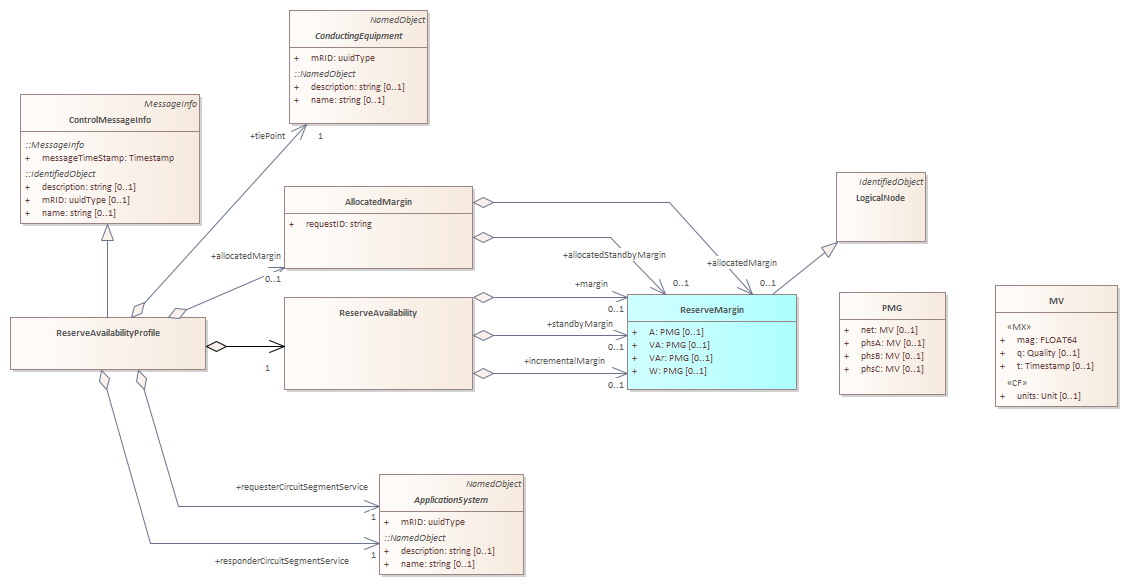 NamedObject
ConductingEquipment
+ mRID: uuidType
::NamedObject
+ description: string [0..1]
+ name: string [0..1]
MessageInfo
ControlMessageInfo
::MessageInfo
+ messageTimeStamp: Timestamp
::IdentifiedObject
+ description: string [0..1]
+ mRID: uuidType [0..1]
+ name: string [0..1]
+tiePoint
1
AllocatedMargin
+ requestID: string
IdentifiedObject
LogicalNode
+allocatedMargin
0..1
+allocatedStandbyMargin
0..1
+allocatedMargin
0..1
ReserveAvailabilityProfile
1
ReserveAvailability
+margin
0..1
+standbyMargin
0..1
+incrementalMargin
0..1
ReserveMargin
+ A: PMG [0..1]
+ VA: PMG [0..1]
+ VAr: PMG [0..1]
+ W: PMG [0..1]
PMG
+ net: MV [0..1]
+ phsA: MV [0..1]
+ phsB: MV [0..1]
+ phsC: MV [0..1]
MV
«MX»
+ mag: FLOAT64
+ q: Quality [0..1]
+ t: Timestamp [0..1]
«CF»
+ units: Unit [0..1]
+requesterCircuitSegmentService
1
+responderCircuitSegmentService
1
NamedObject
ApplicationSystem
+ mRID: uuidType
::NamedObject
+ description: string [0..1]
+ name: string [0..1]